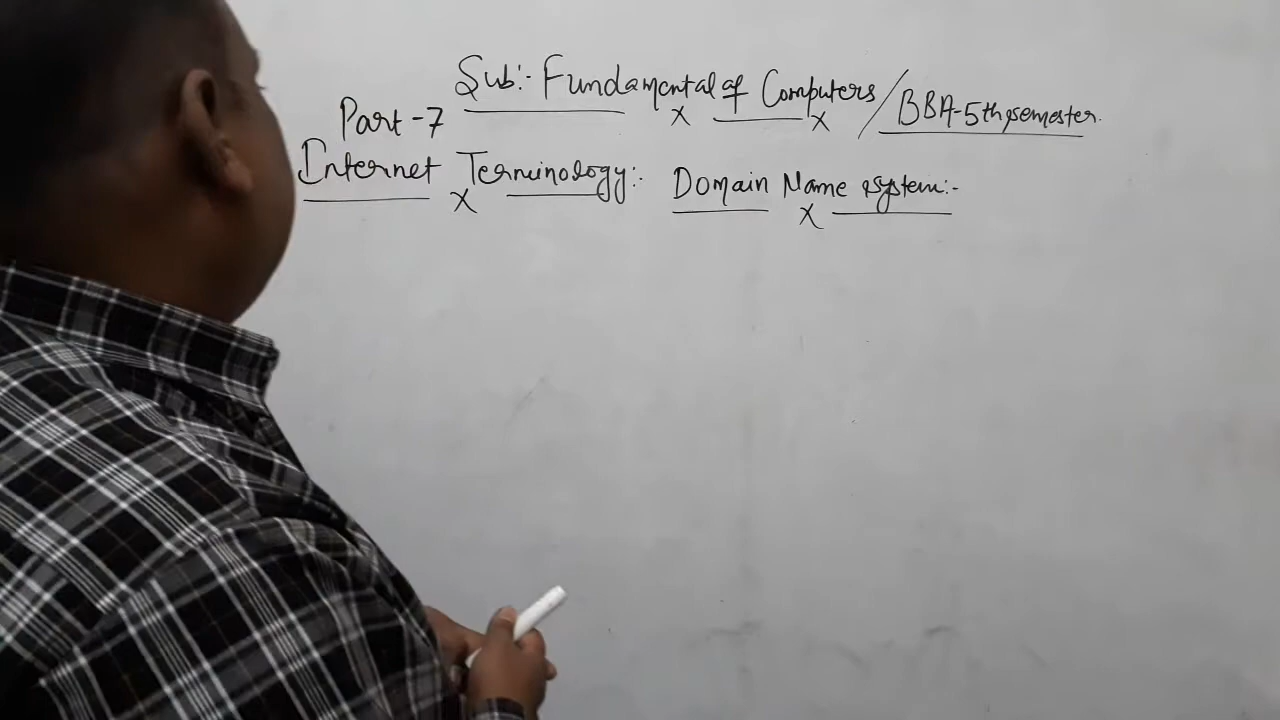 Sub:- Fundamental of Computers / BBA-5th semester.
Part-7
Internet Terminology:- Domain Name system:-